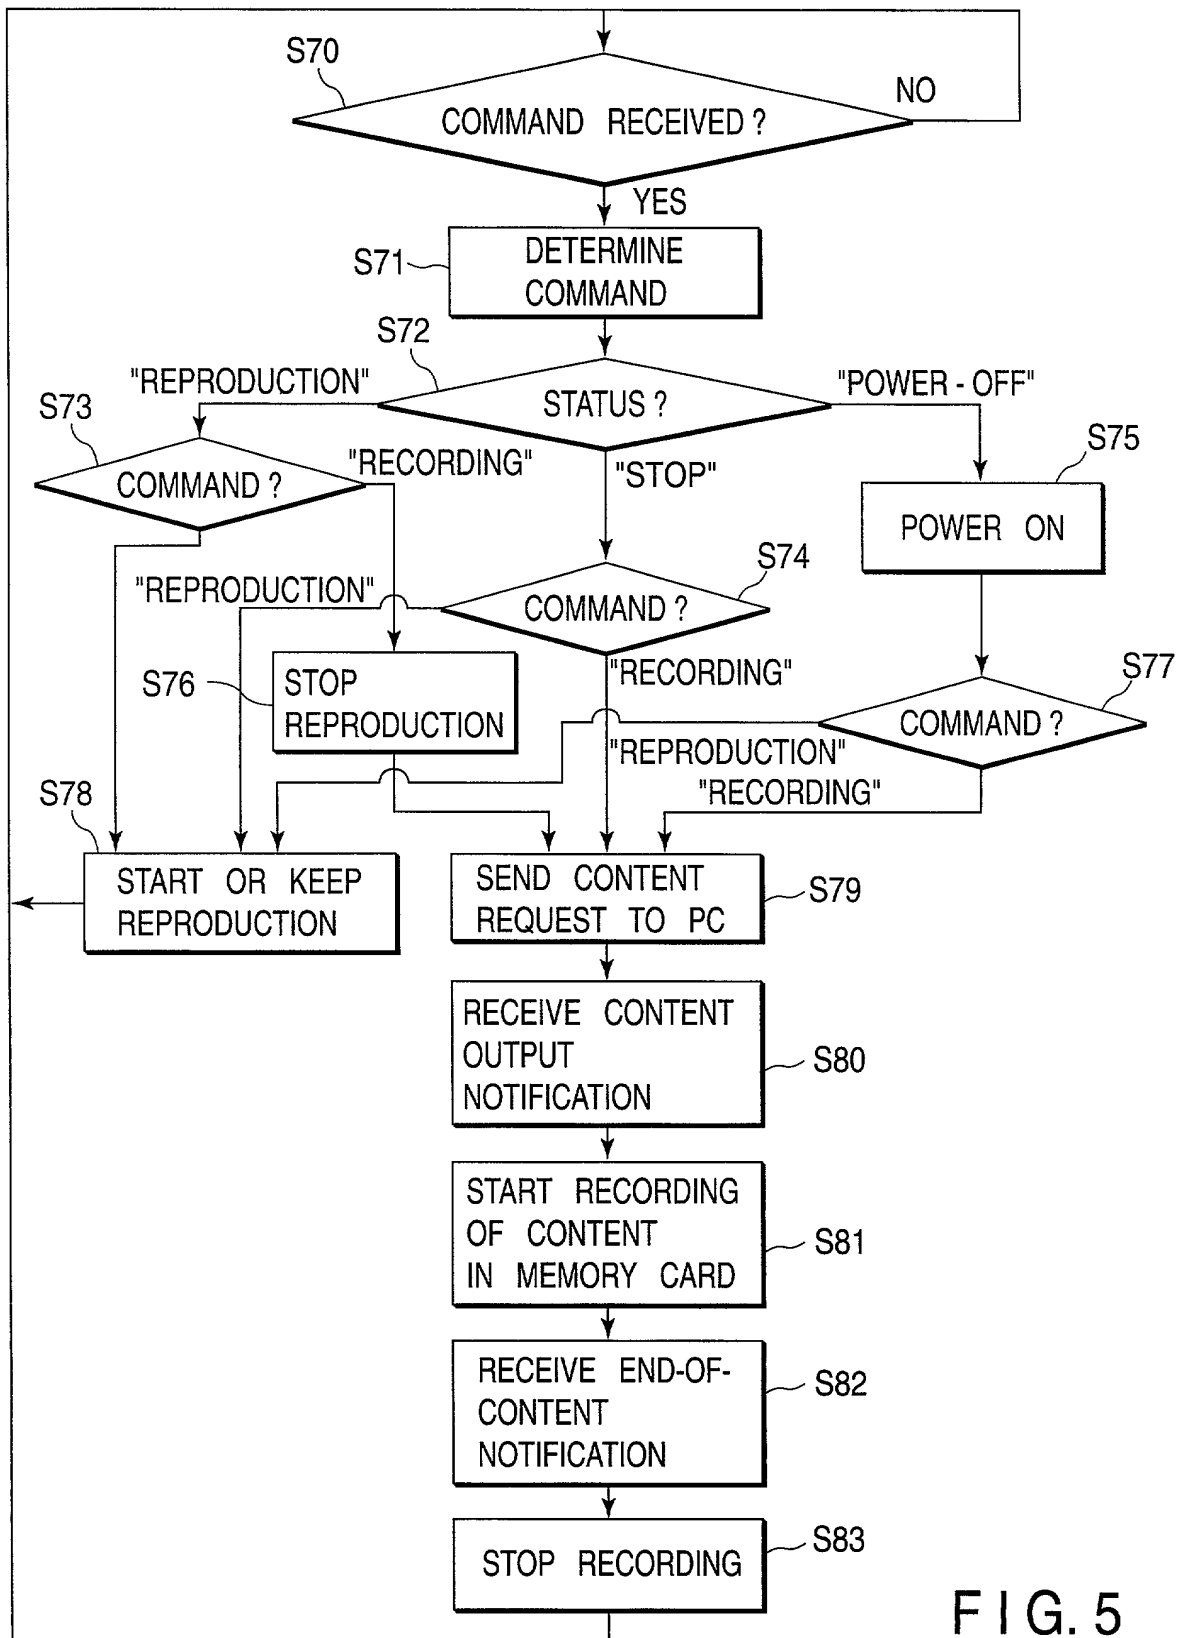 S70
COMMAND RECEIVED ?
NO
YES
S71
DETERMINE
COMMAND
S72
"REPRODUCTION"
STATUS ?
"POWER - OFF"
S73
COMMAND ?
"RECORDING"
"STOP"
S75
POWER ON
S74
"REPRODUCTION"
COMMAND ?
S76
STOP
REPRODUCTION
"RECORDING"
S77
COMMAND ?
"REPRODUCTION"
"RECORDING"
S78
START OR KEEP
REPRODUCTION
SEND CONTENT
REQUEST TO PC
S79
RECEIVE CONTENT
OUTPUT
NOTIFICATION
S80
START RECORDING
OF CONTENT
IN MEMORY CARD
S81
RECEIVE END-OF-
CONTENT
NOTIFICATION
S82
STOP RECORDING
S83
FIG. 5